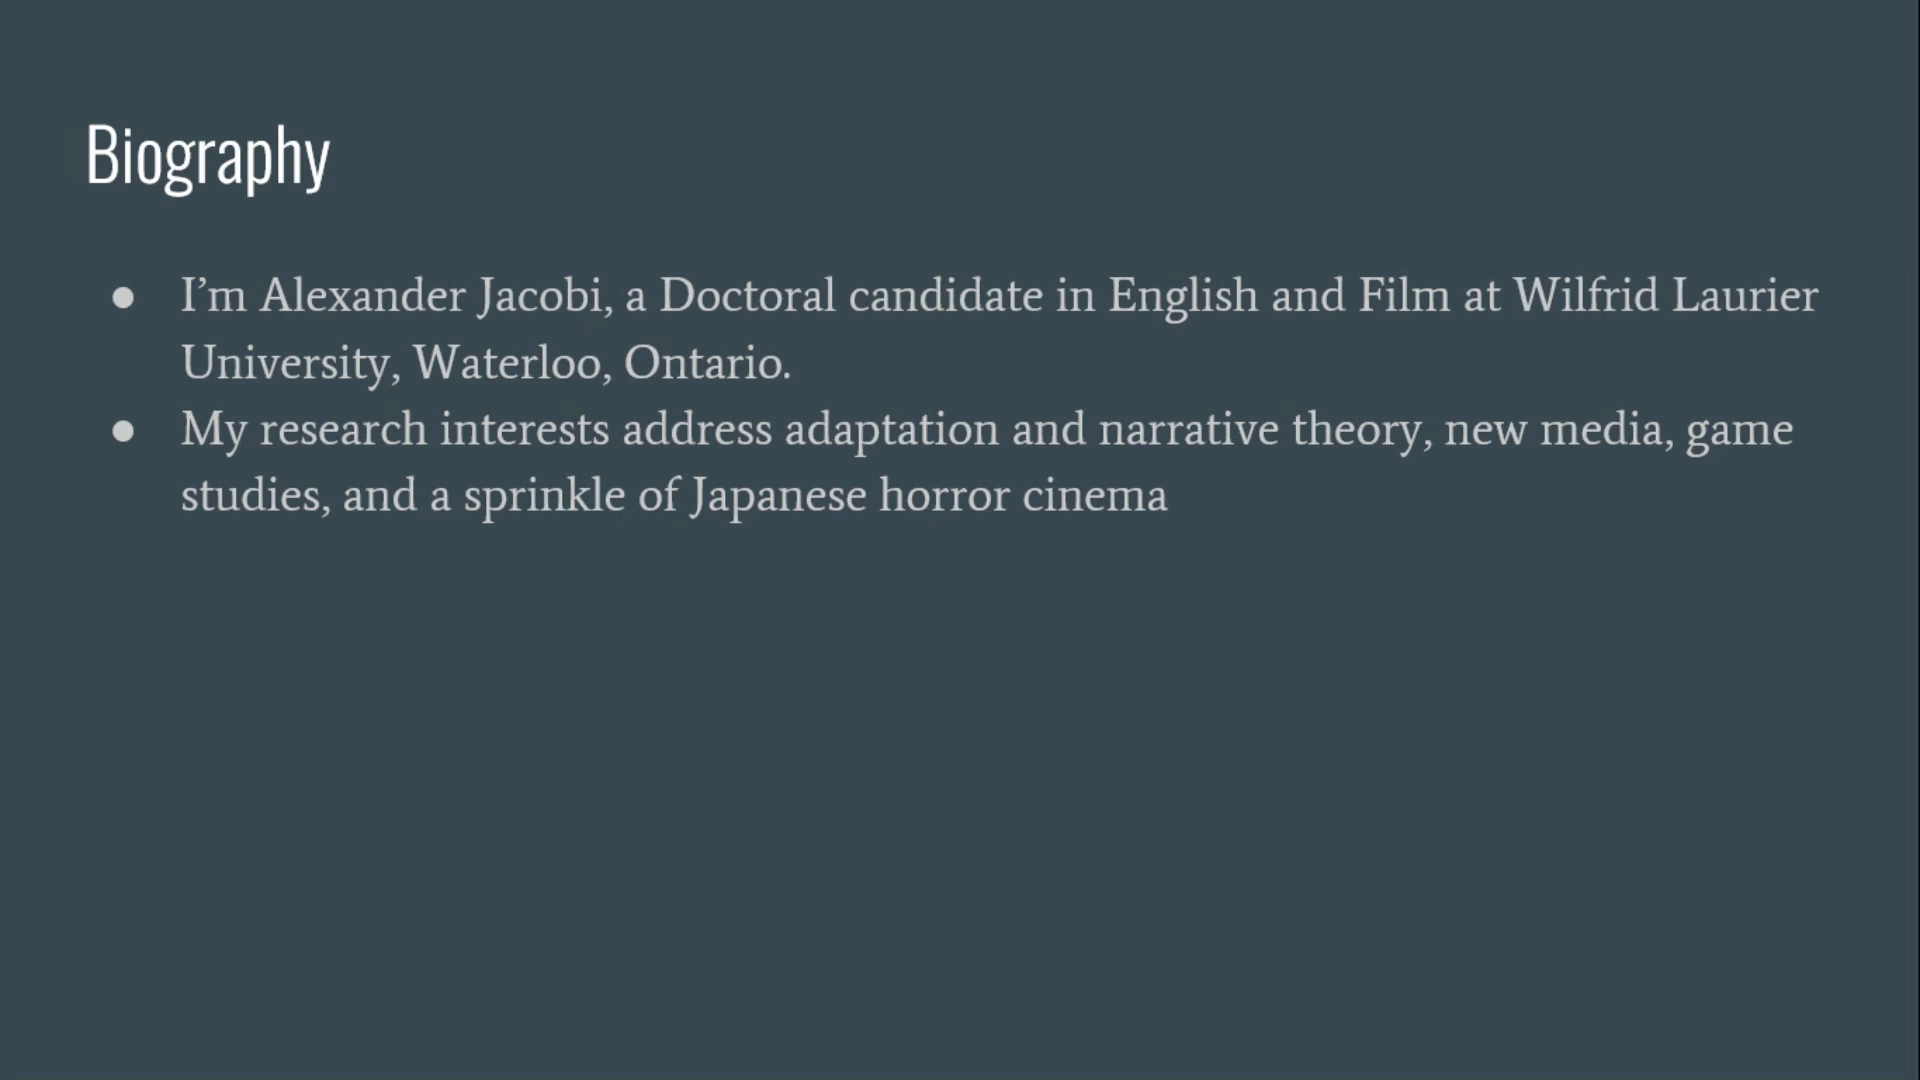 Biography
● I’m Alexander Jacobi, a Doctoral candidate in English and Film at Wilfrid Laurier
University, Waterloo, Ontario.
● My research interests address adaptation and narrative theory, new media, game
studies, and a sprinkle of Japanese horror cinema